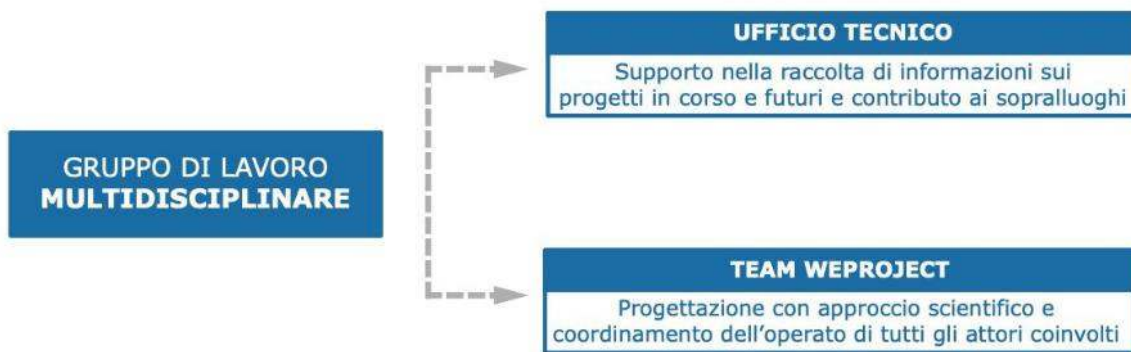 GRUPPO DI LAVORO
MULTIDISCIPLINARE
UFFICIO TECNICO
Supporto nella raccolta di informazioni sui
progetti in corso e futuri e contributo ai sopralluoghi
TEAM WEPROJECT
Progettazione con approccio scientifico e
coordinamento dell'operato di tutti gli attori coinvolti